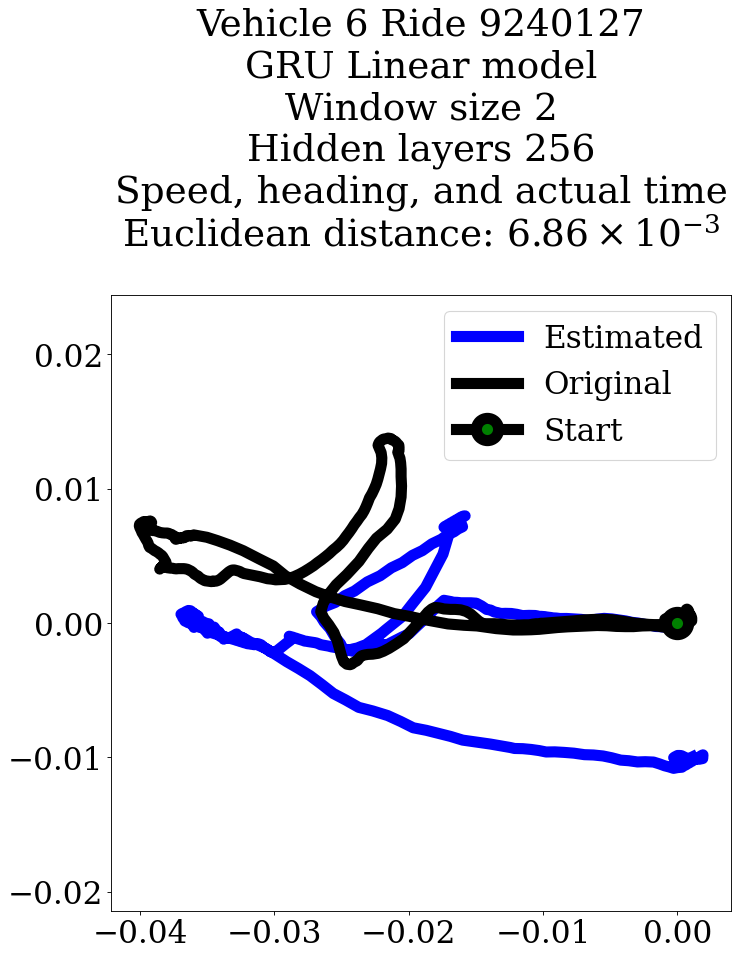 Vehicle 6 Ride 9240127
GRU Linear model
Window size 2
Hidden layers 256
Speed, heading, and actual time
Euclidean distance: 6.86 × 10⁻³
Estimated
Original
Start
0.02
0.01
0.00
−0.01
−0.02
−0.04 −0.03 −0.02 −0.01 0.00